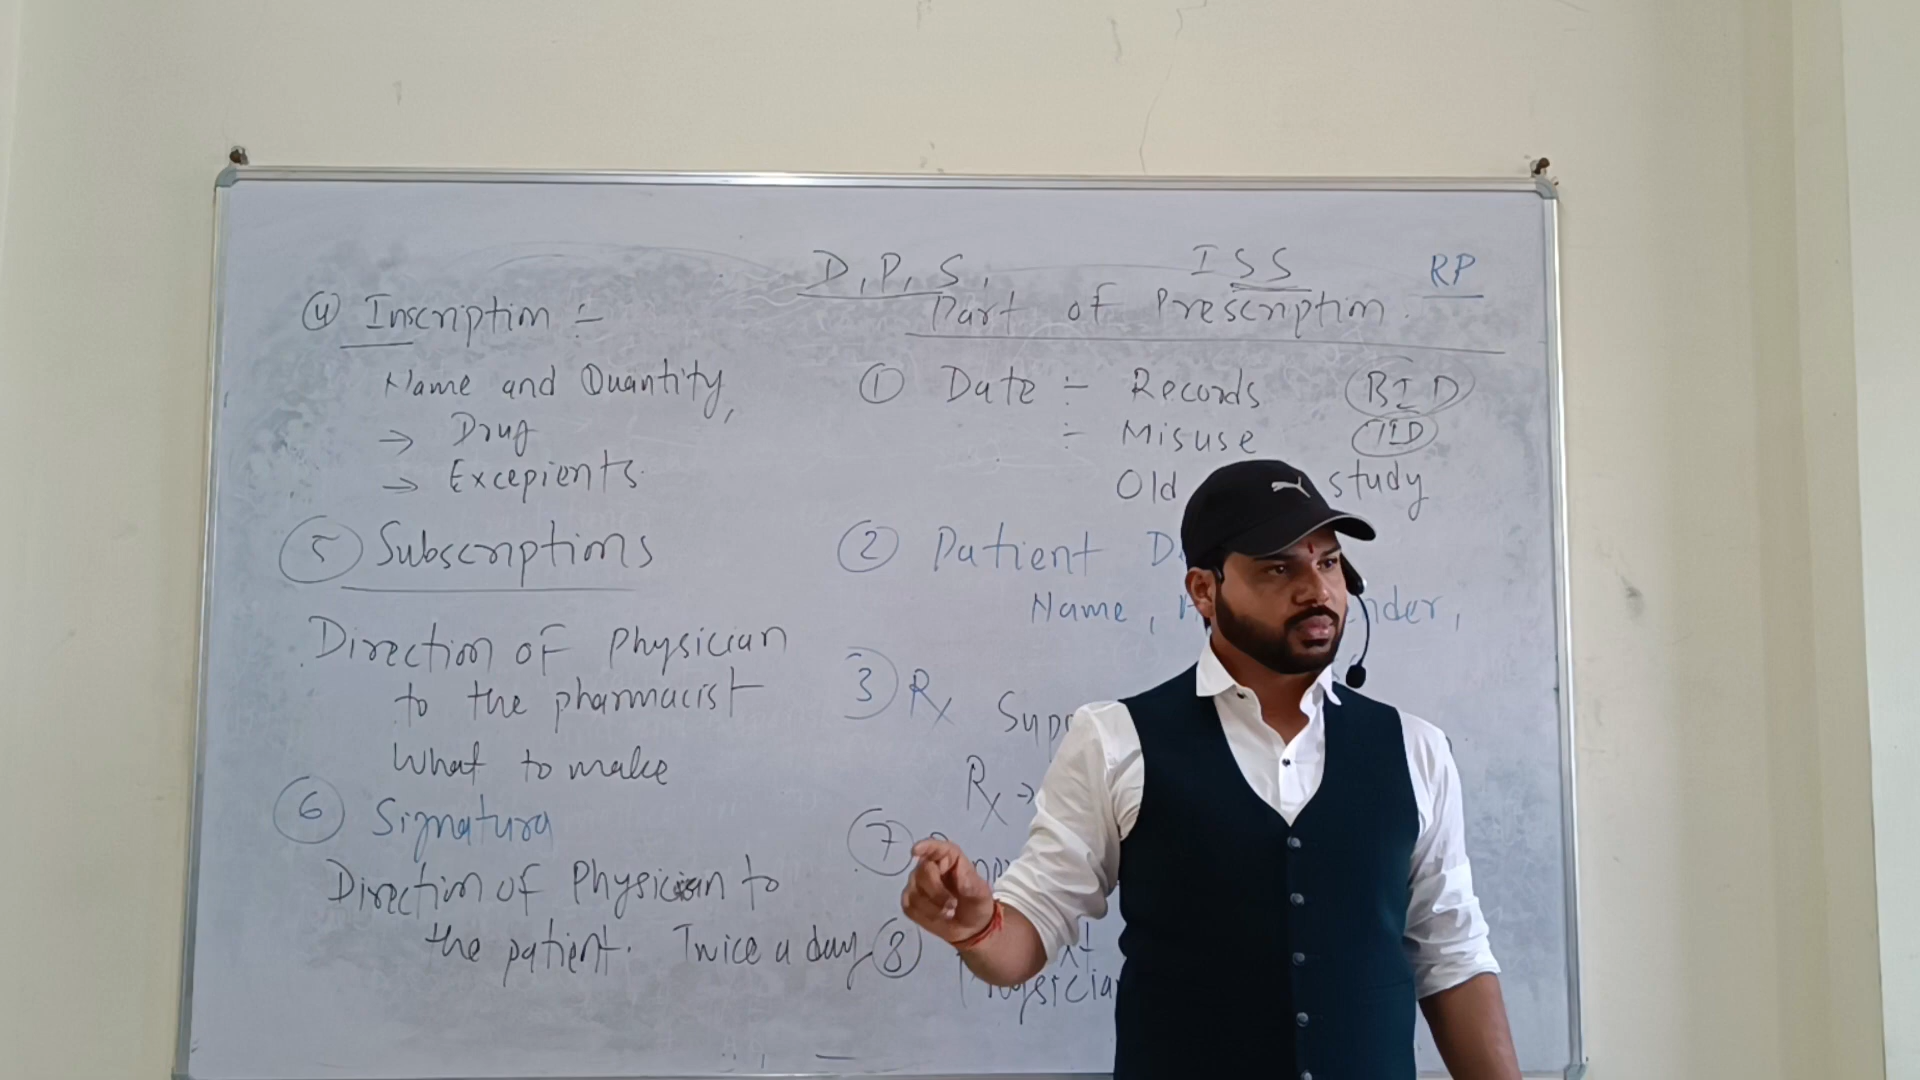 D, P, S, ISS RP
Part of Prescription.
① Date :- Records BID
:- Misuse TID
Old study
② Patient
Name, nder,
③ Rx
Rx →
⑦
⑧
④ Inscription :-
Name and Quantity,
→ Drug
→ Excepients.
⑤ Subscriptions
Direction of Physician
to the pharmacist
What to make
⑥ Signatura
Direction of Physician to
the patient. Twice a day